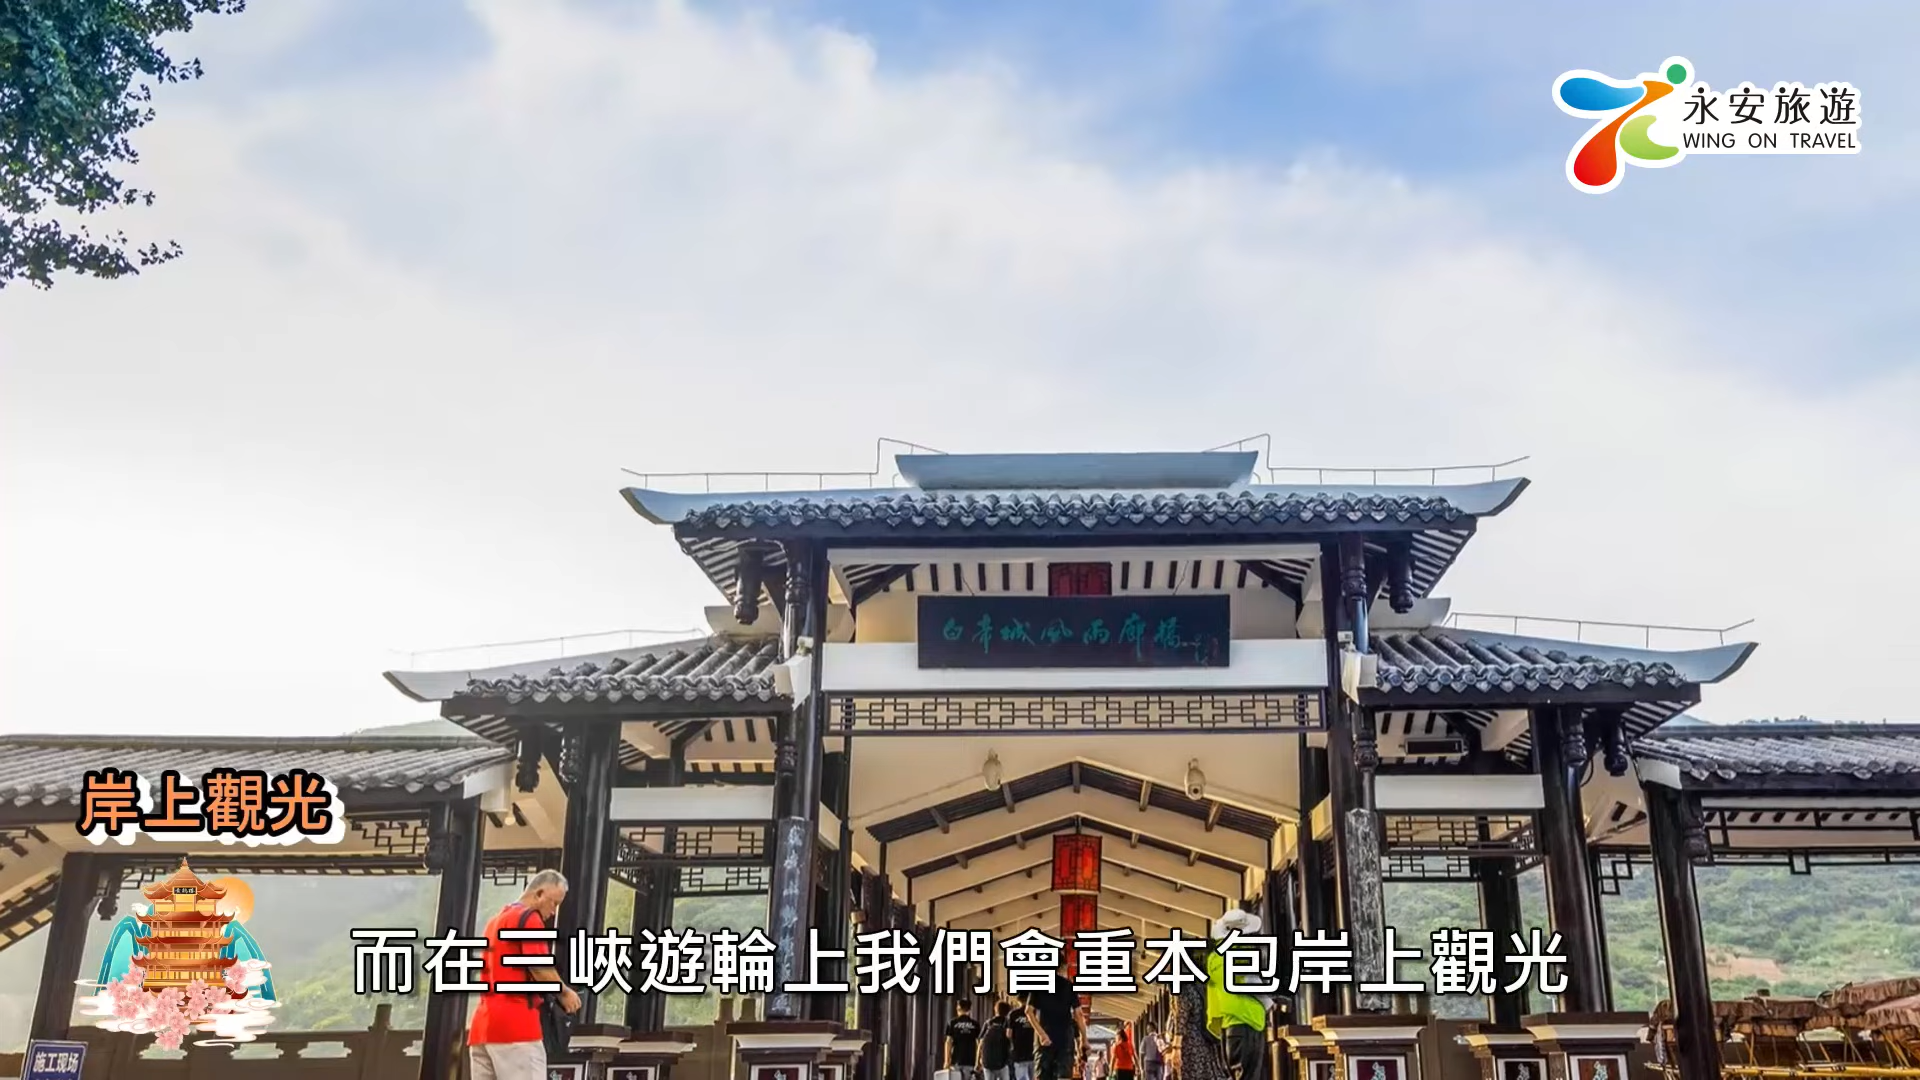 永安旅遊
WING ON TRAVEL
白帝城風雨廊橋
岸上觀光
而在三峽遊輪上我們會重本包岸上觀光
施工现场